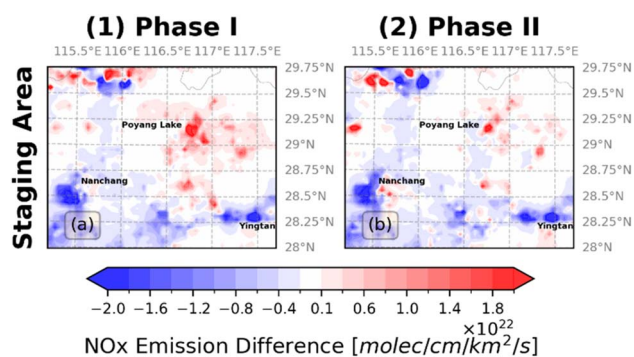 (1) Phase I (2) Phase II
115.5°E 116°E 116.5°E 117°E 117.5°E 115.5°E 116°E 116.5°E 117°E 117.5°E
Staging Area
29.75°N 29.75°N
29.5°N 29.5°N
Poyang Lake 29.25°N Poyang Lake 29.25°N
29°N 29°N
28.75°N 28.75°N
Nanchang 28.5°N Nanchang 28.5°N
(a) 28.25°N (b) 28.25°N
Yingtan Yingtan
28°N 28°N
−2.0 −1.6 −1.2 −0.8 −0.4 0.1 0.6 1.0 1.4 1.8
×10²²
NOx Emission Difference [molec/cm/km²/s]